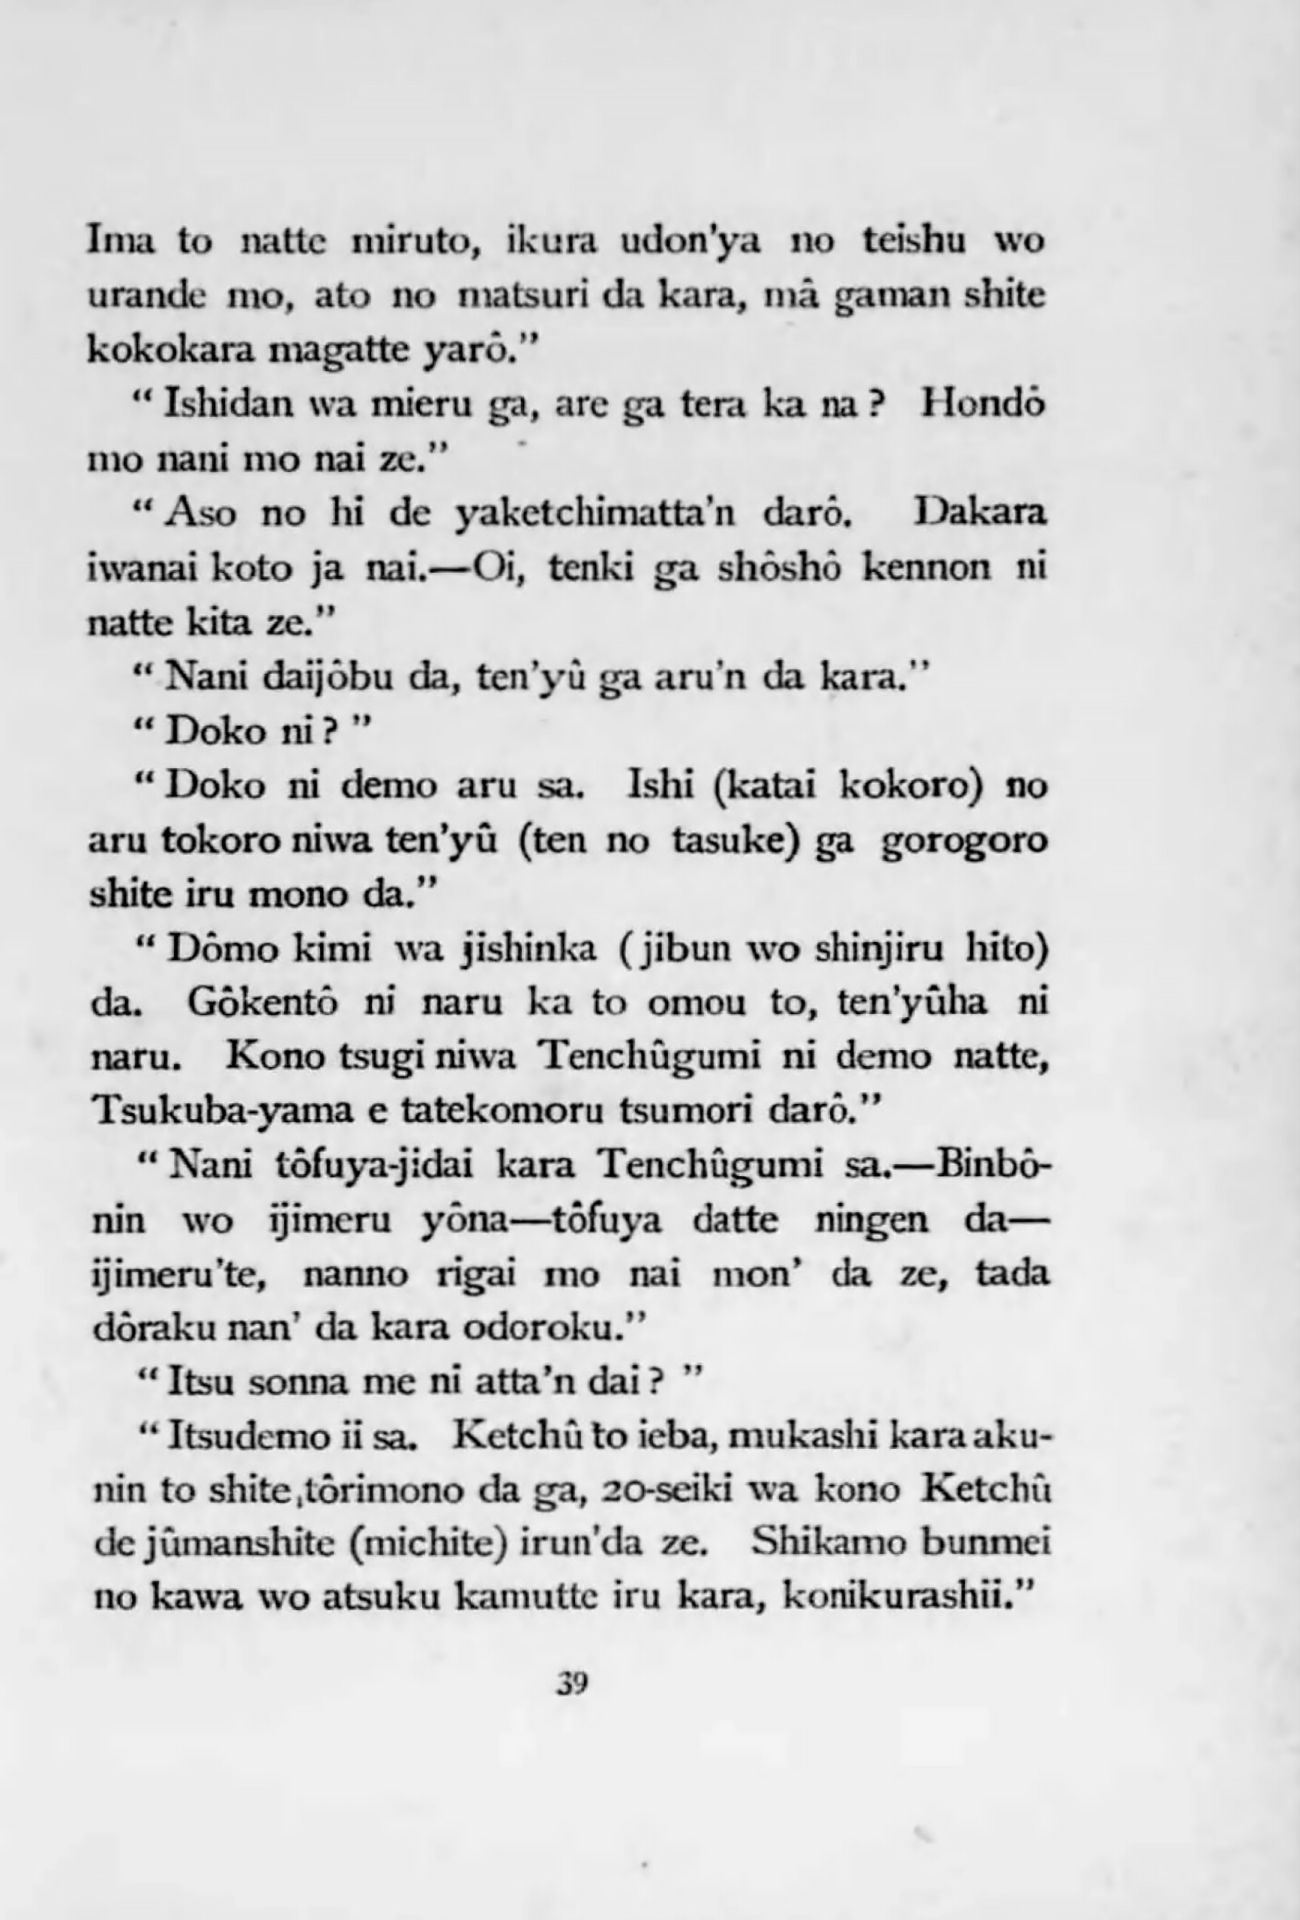 Ima to natte miruto, ikura udon'ya no teishu wo
urande mo, ato no matsuri da kara, mâ gaman shite
kokokara magatte yarô.”
“ Ishidan wa mieru ga, are ga tera ka na ? Hondô
mo nani mo nai ze.”
“ Aso no hi de yaketchimatta’n darô. Dakara
iwanai koto ja nai.—Oi, tenki ga shôshô kennon ni
natte kita ze.”
“ Nani daijôbu da, ten’yû ga aru’n da kara.”
“ Doko ni ? ”
“ Doko ni demo aru sa. Ishi (katai kokoro) no
aru tokoro niwa ten’yû (ten no tasuke) ga gorogoro
shite iru mono da.”
“ Dômo kimi wa jishinka ( jibun wo shinjiru hito)
da. Gôkentô ni naru ka to omou to, ten’yûha ni
naru. Kono tsugi niwa Tenchûgumi ni demo natte,
Tsukuba-yama e tatekomoru tsumori darô.”
“ Nani tôfuya-jidai kara Tenchûgumi sa.—Binbô-
nin wo ijimeru yôna—tôfuya datte ningen da—
ijimeru’te, nanno rigai mo nai mon’ da ze, tada
dôraku nan’ da kara odoroku.”
“ Itsu sonna me ni atta’n dai ? ”
“ Itsudemo ii sa. Ketchû to ieba, mukashi kara aku-
nin to shite,tôrimono da ga, 20-seiki wa kono Ketchû
de jûmanshite (michite) irun'da ze. Shikamo bunmei
no kawa wo atsuku kamutte iru kara, konikurashii.”
39